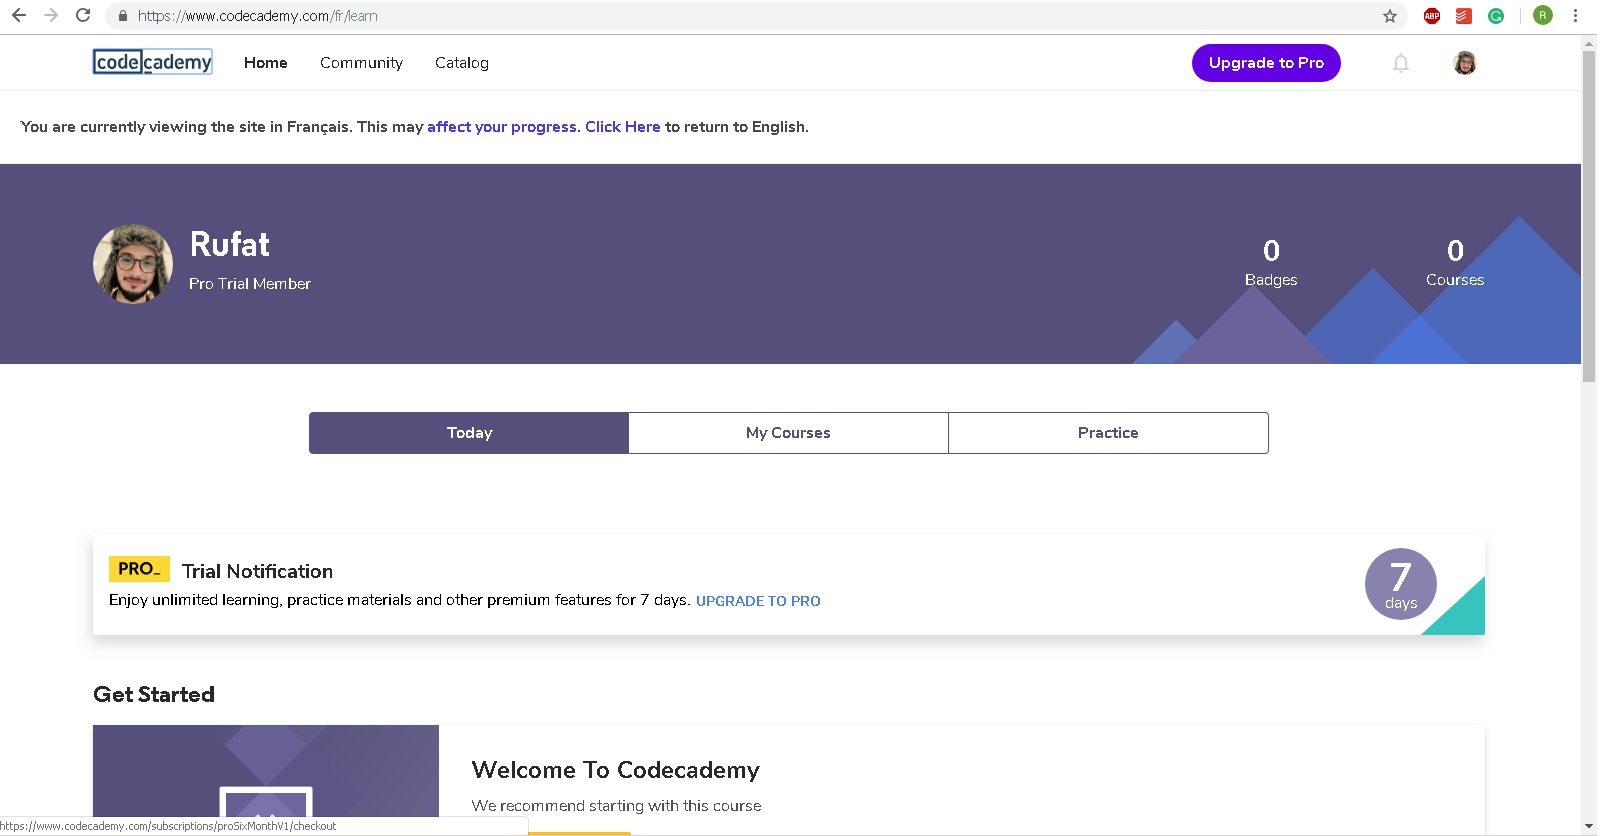 https://www.codecademy.com/fr/learn
ABP
G
R
codecademy
Home
Community
Catalog
Upgrade to Pro
You are currently viewing the site in Français. This may affect your progress. Click Here to return to English.
Rufat
Pro Trial Member
0
Badges
0
Courses
Today
My Courses
Practice
PRO_ Trial Notification
Enjoy unlimited learning, practice materials and other premium features for 7 days. UPGRADE TO PRO
7
days
Get Started
Welcome To Codecademy
We recommend starting with this course
https://www.codecademy.com/subscriptions/proSixMonthV1/checkout